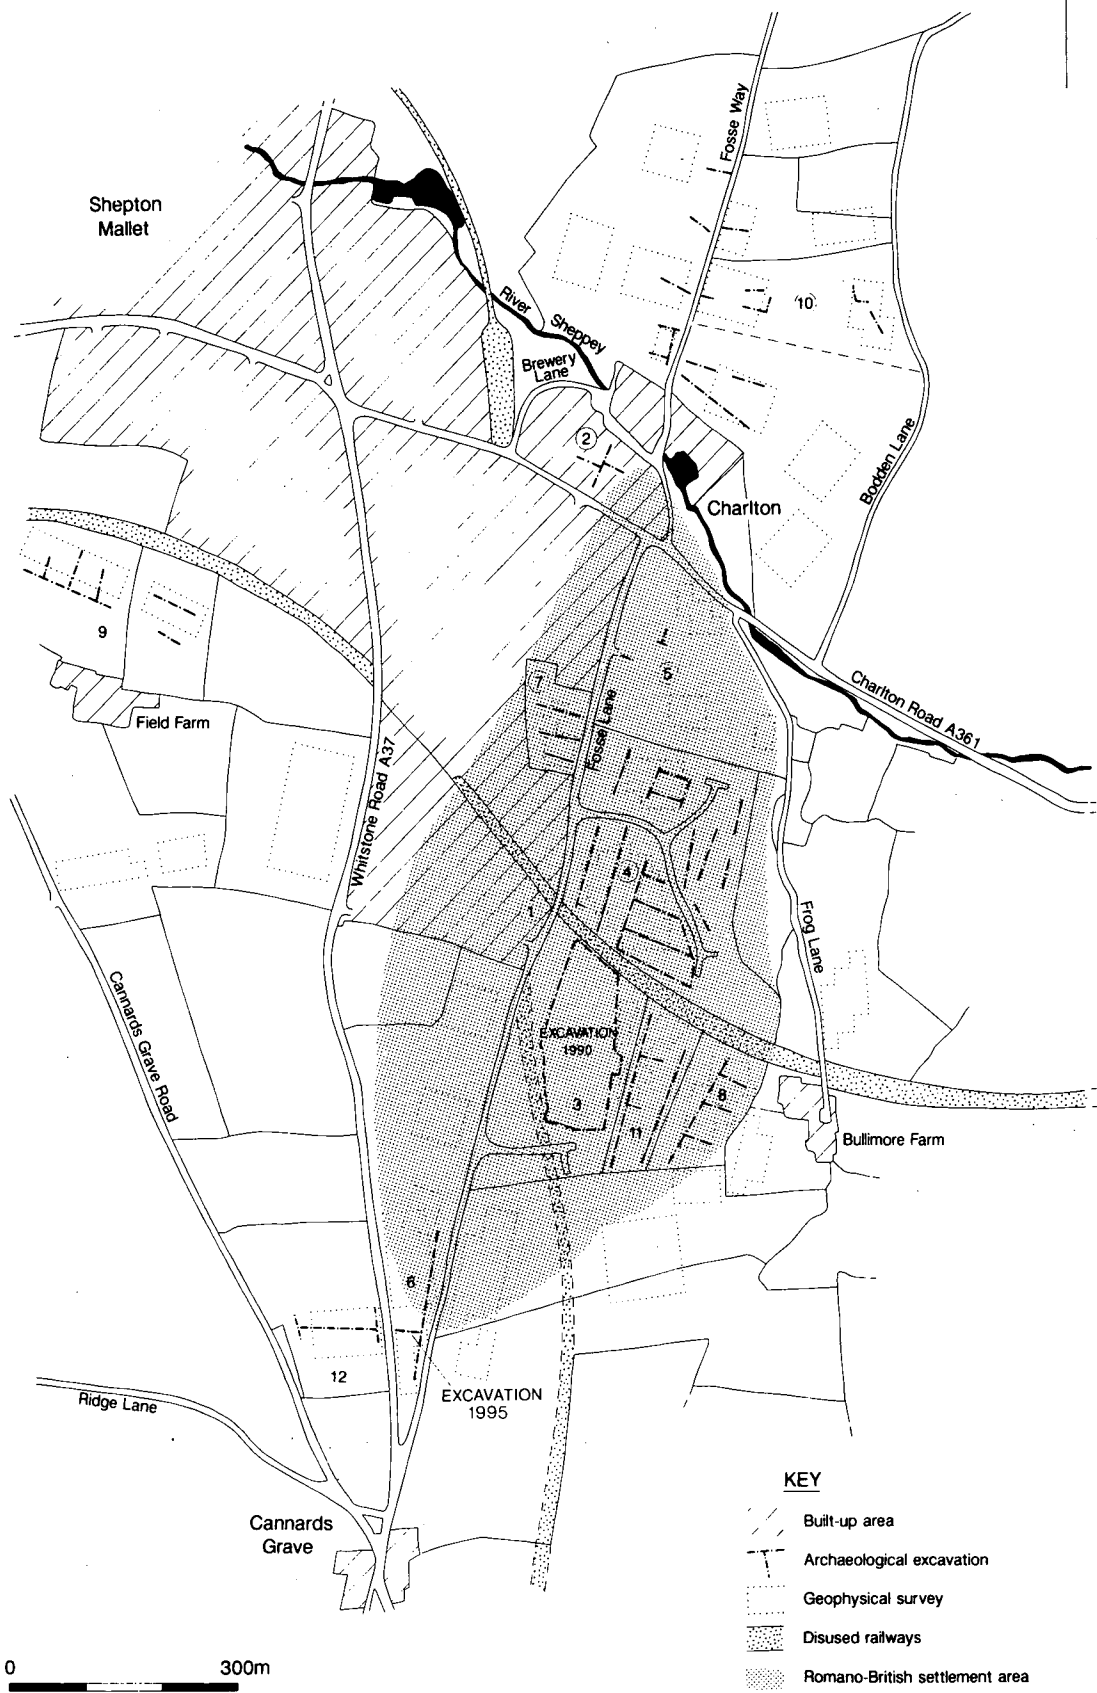 Fosse Way
Shepton
Mallet
River
Sheppey
10
Brewery
Lane
2
Bodden Lane
Charlton
9
5
7
Charlton Road A361
Field Farm
Fosse Lane
Whitstone Road A37
4
1
Frog Lane
Cannards Grave Road
EXCAVATION
1990
3
8
11
Bullimore Farm
6
12
EXCAVATION
1995
Ridge Lane
Cannards
Grave
KEY
Built-up area
Archaeological excavation
Geophysical survey
Disused railways
Romano-British settlement area
0 300m